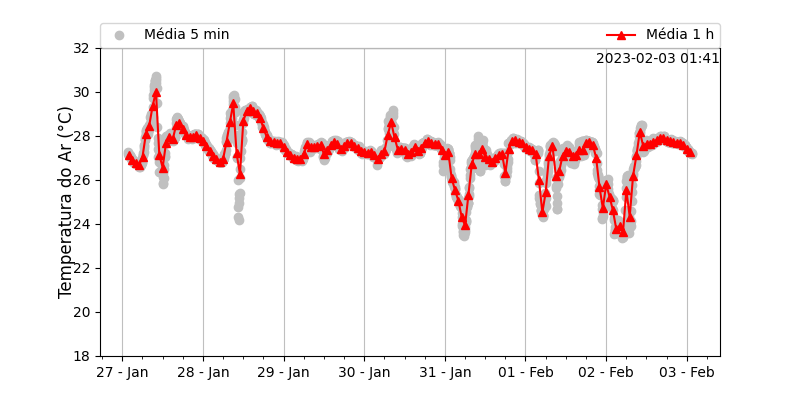 Média 5 min
Média 1 h
2023-02-03 01:41
Temperatura do Ar (°C)
32
30
28
26
24
22
20
18
27 - Jan
28 - Jan
29 - Jan
30 - Jan
31 - Jan
01 - Feb
02 - Feb
03 - Feb